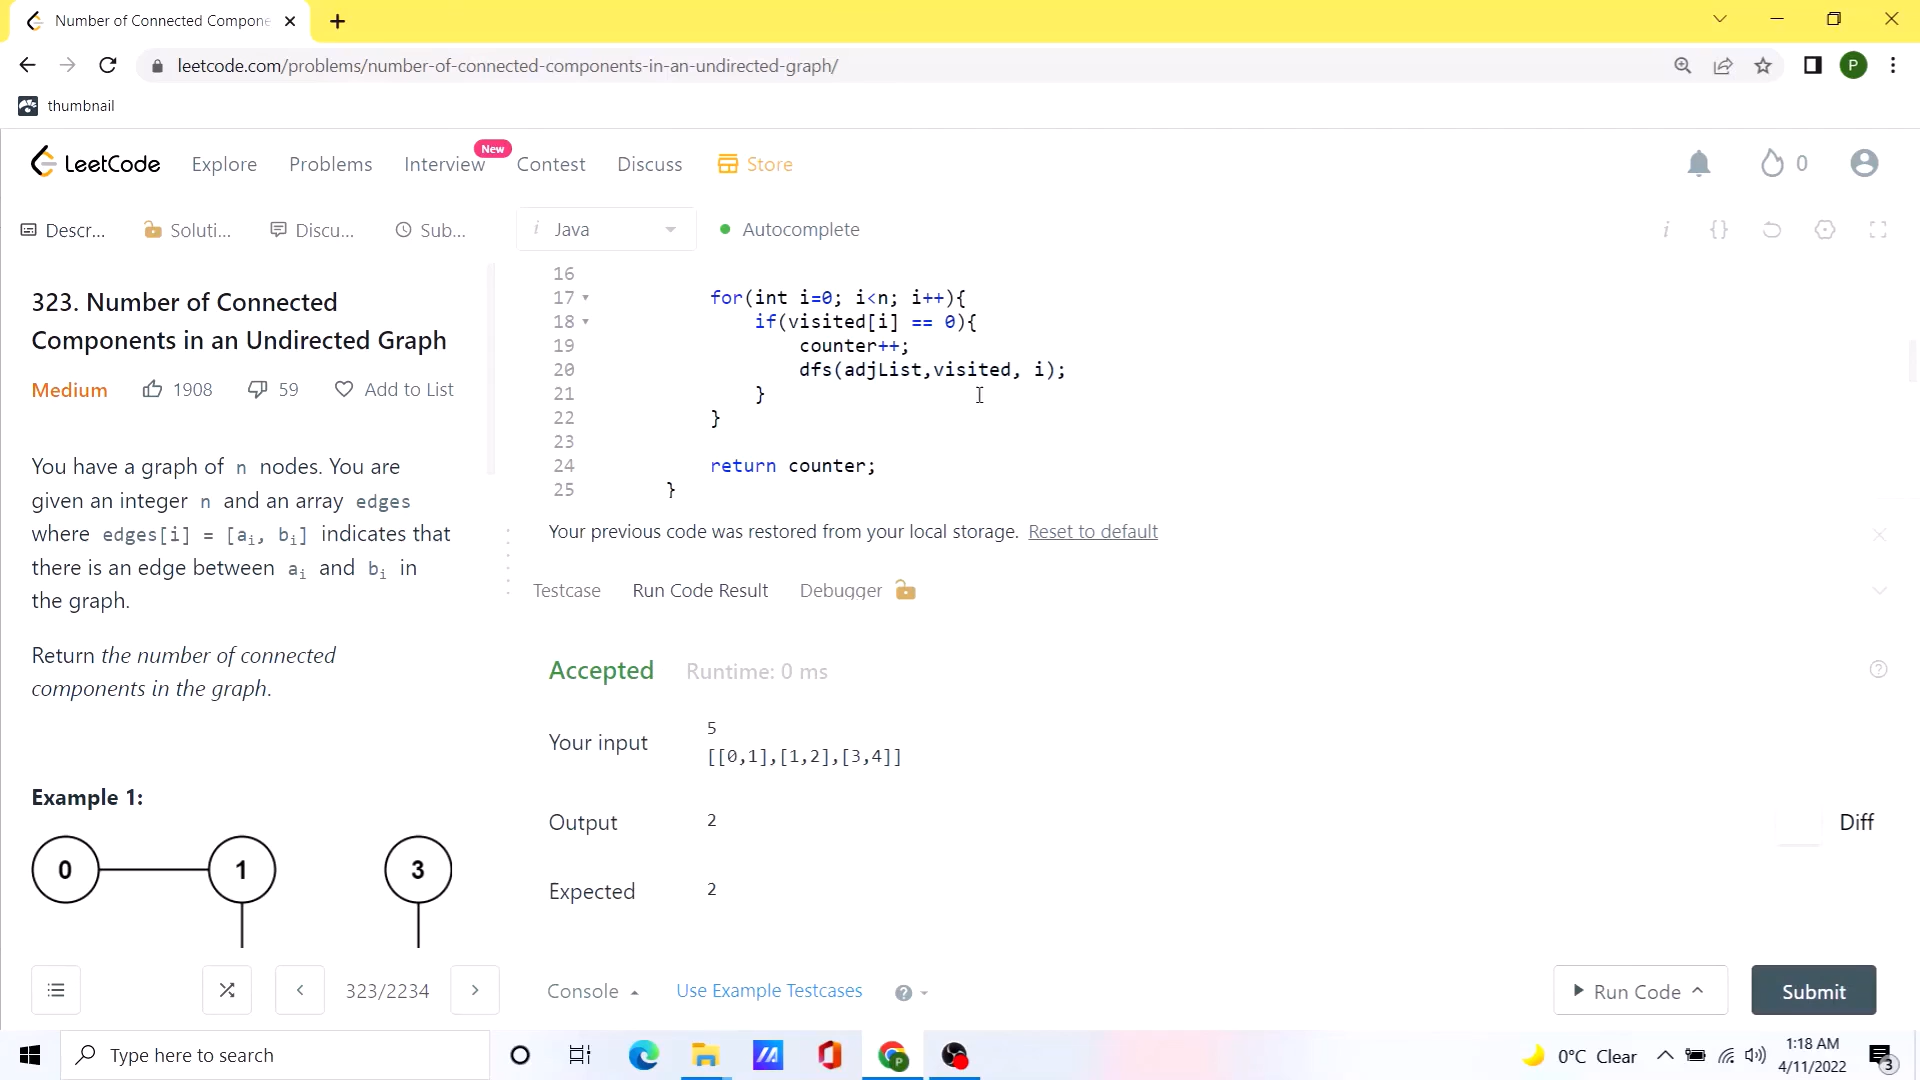 Number of Connected Compone
leetcode.com/problems/number-of-connected-components-in-an-undirected-graph/
P
thumbnail
LeetCode
Explore
Problems
Interview
New
Contest
Discuss
Store
0
Descr...
Soluti...
Discu...
Sub...
i Java
Autocomplete
i
{}
323. Number of Connected
Components in an Undirected Graph
Medium
1908
59
Add to List
You have a graph of n nodes. You are
given an integer n and an array edges
where edges[i] = [ai, bi] indicates that
there is an edge between ai and bi in
the graph.
Return the number of connected
components in the graph.
Example 1:
0
1
3
323/2234
16
17 for(int i=0; i<n; i++){
18 if(visited[i] == 0){
19 counter++;
20 dfs(adjList,visited, i);
21 }
22 }
23
24 return counter;
25 }
Your previous code was restored from your local storage. Reset to default
Testcase
Run Code Result
Debugger
Accepted
Runtime: 0 ms
Your input
5
[[0,1],[1,2],[3,4]]
Output
2
Diff
Expected
2
Console
Use Example Testcases
Run Code
Submit
Type here to search
P
0°C Clear
1:18 AM
4/11/2022
3